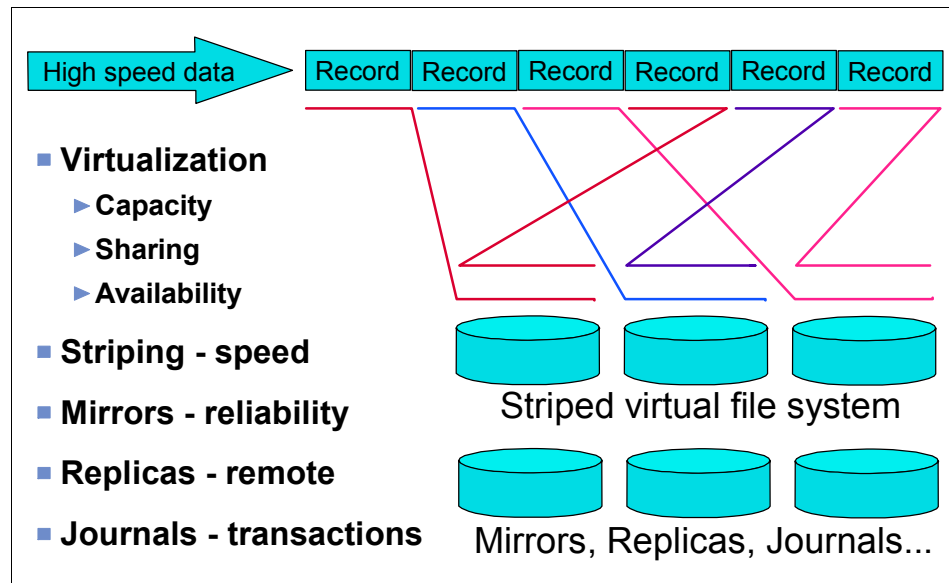 High speed data
Record Record Record Record Record Record
Virtualization
Capacity
Sharing
Availability
Striping - speed
Mirrors - reliability
Replicas - remote
Journals - transactions
Striped virtual file system
Mirrors, Replicas, Journals...